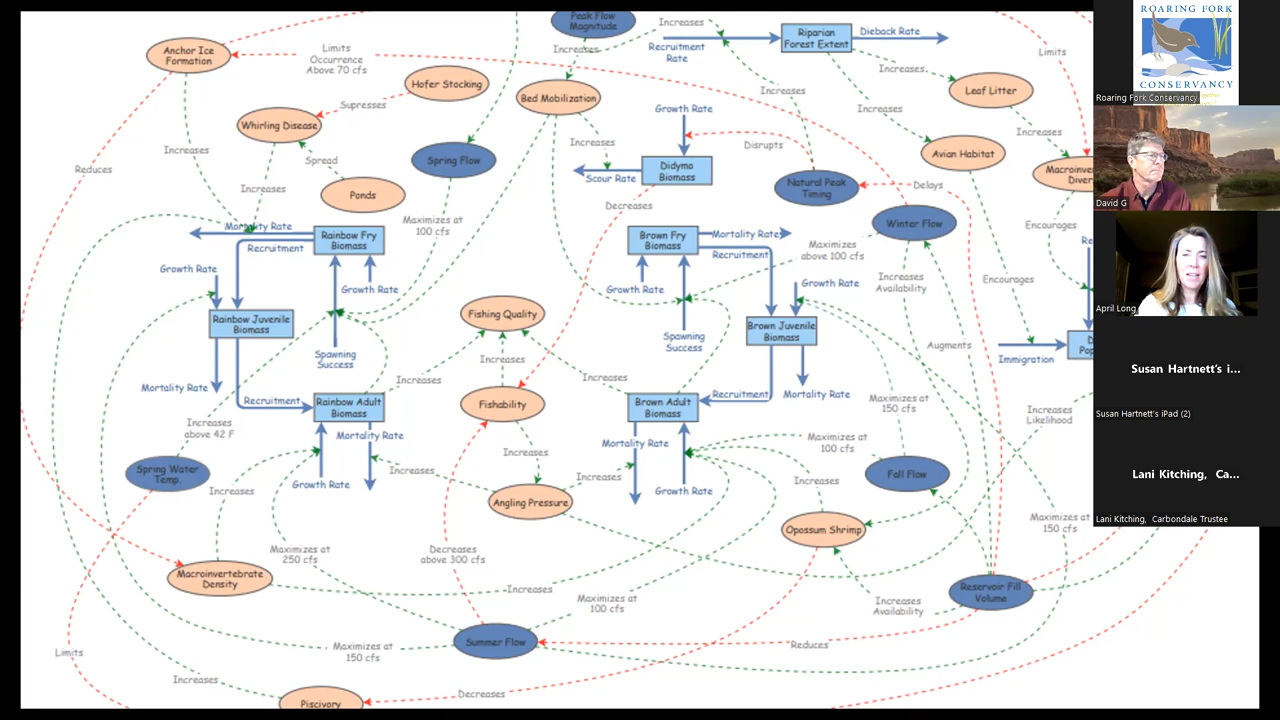 Peak Flow
Magnitude
Increases
Recruitment
Rate
Riparian
Forest Extent
Dieback Rate
Anchor Ice
Formation
Limits
Occurrence
Above 70 cfs
Increases
Limits
Hofer Stocking
Bed Mobilization
Increases
Leaf Litter
Supresses
Increases
Whirling Disease
Growth Rate
Increases
Increases
Increases
Increases
Disrupts
Avian Habitat
Spread
Spring Flow
Reduces
Didymo
Biomass
Scour Rate
Natural Peak
Timing
Delays
Increases
Ponds
Decreases
Winter Flow
Encourages
Maximizes at
100 cfs
Mortality Rate
Recruitment
Rainbow Fry
Biomass
Brown Fry
Biomass
Mortality Rate
Recruitment
Maximizes
above 100 cfs
Growth Rate
Growth Rate
Growth Rate
Growth Rate
Increases
Availability
Encourages
Fishing Quality
Rainbow Juvenile
Biomass
Brown Juvenile
Biomass
Spawning
Success
Spawning
Success
Augments
Immigration
Increases
Mortality Rate
Increases
Increases
Recruitment
Recruitment
Mortality Rate
Rainbow Adult
Biomass
Fishability
Brown Adult
Biomass
Maximizes at
150 cfs
Increases
Likelihood
Increases
above 42 F
Mortality Rate
Mortality Rate
Maximizes at
100 cfs
Increases
Spring Water
Temp.
Increases
Increases
Increases
Fall Flow
Growth Rate
Increases
Growth Rate
Angling Pressure
Opossum Shrimp
Maximizes at
150 cfs
Maximizes at
250 cfs
Decreases
above 300 cfs
Macroinvertebrate
Density
Increases
Maximizes at
100 cfs
Increases
Availability
Reservoir Fill
Volume
Summer Flow
Reduces
Maximizes at
150 cfs
Limits
Increases
Decreases
Piscivory
ROARING FORK
CONSERVANCY
Roaring Fork Conservancy
David G
April Long
Susan Hartnett's i...
Susan Hartnett's iPad (2)
Lani Kitching, Ca...
Lani Kitching, Carbondale Trustee